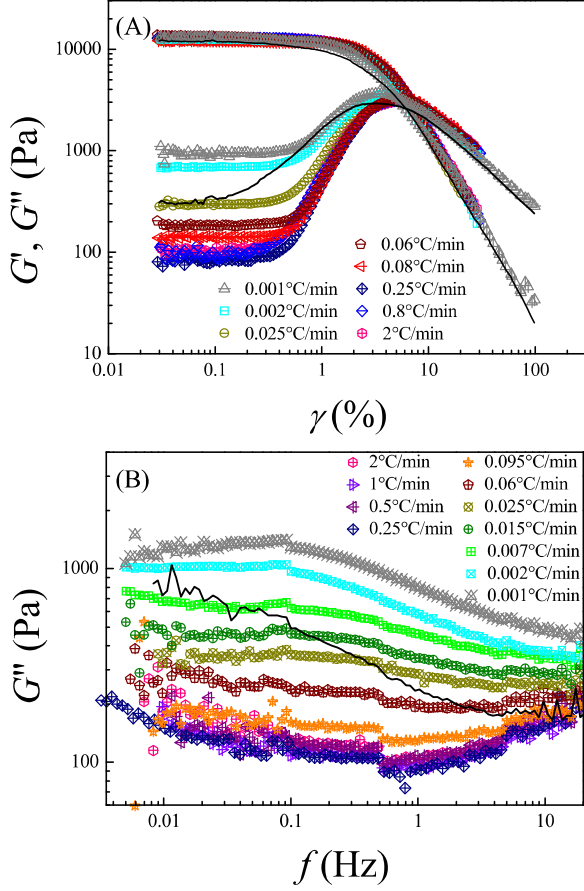 (A)
10000
1000
100
10
G', G'' (Pa)
0.06°C/min
0.08°C/min
0.001°C/min
0.25°C/min
0.002°C/min
0.8°C/min
0.025°C/min
2°C/min
0.01
0.1
1
10
100
γ (%)
(B)
2°C/min
0.095°C/min
1°C/min
0.06°C/min
0.5°C/min
0.025°C/min
0.25°C/min
0.015°C/min
0.007°C/min
0.002°C/min
0.001°C/min
1000
100
G'' (Pa)
0.01
0.1
1
10
f (Hz)